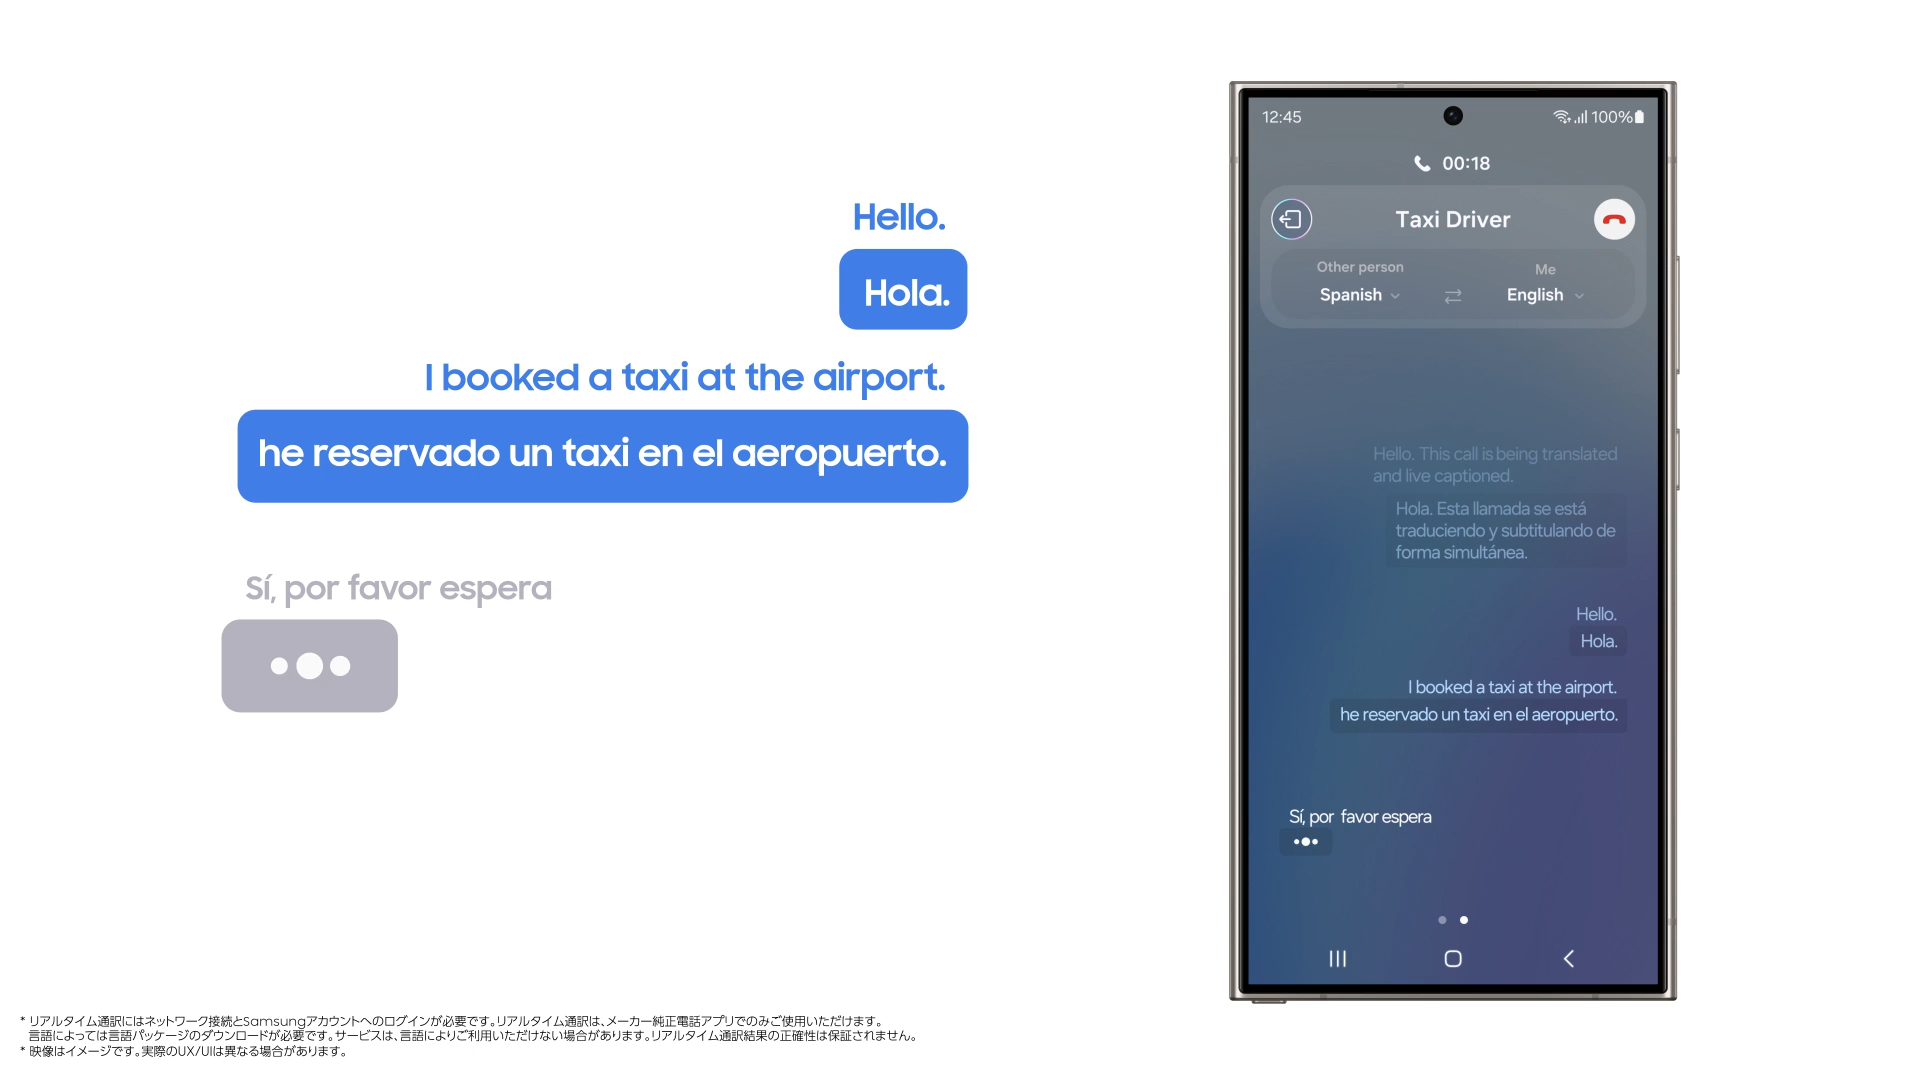 Hello.
Hola.
I booked a taxi at the airport.
he reservado un taxi en el aeropuerto.
Sí, por favor espera
12:45
100%
00:18
Taxi Driver
Other person
Me
Spanish
English
Hello. This call is being translated
and live captioned.
Hola. Esta llamada se está
traduciendo y subtitulando de
forma simultánea.
Hello.
Hola.
I booked a taxi at the airport.
he reservado un taxi en el aeropuerto.
Sí, por favor espera
* リアルタイム通訳にはネットワーク接続とSamsungアカウントへのログインが必要です。リアルタイム通訳は、メーカー純正電話アプリでのみご使用いただけます。
言語によっては言語パッケージのダウンロードが必要です。サービスは、言語によりご利用いただけない場合があります。リアルタイム通訳結果の正確性は保証されません。
* 映像はイメージです。実際のUX/UIは異なる場合があります。